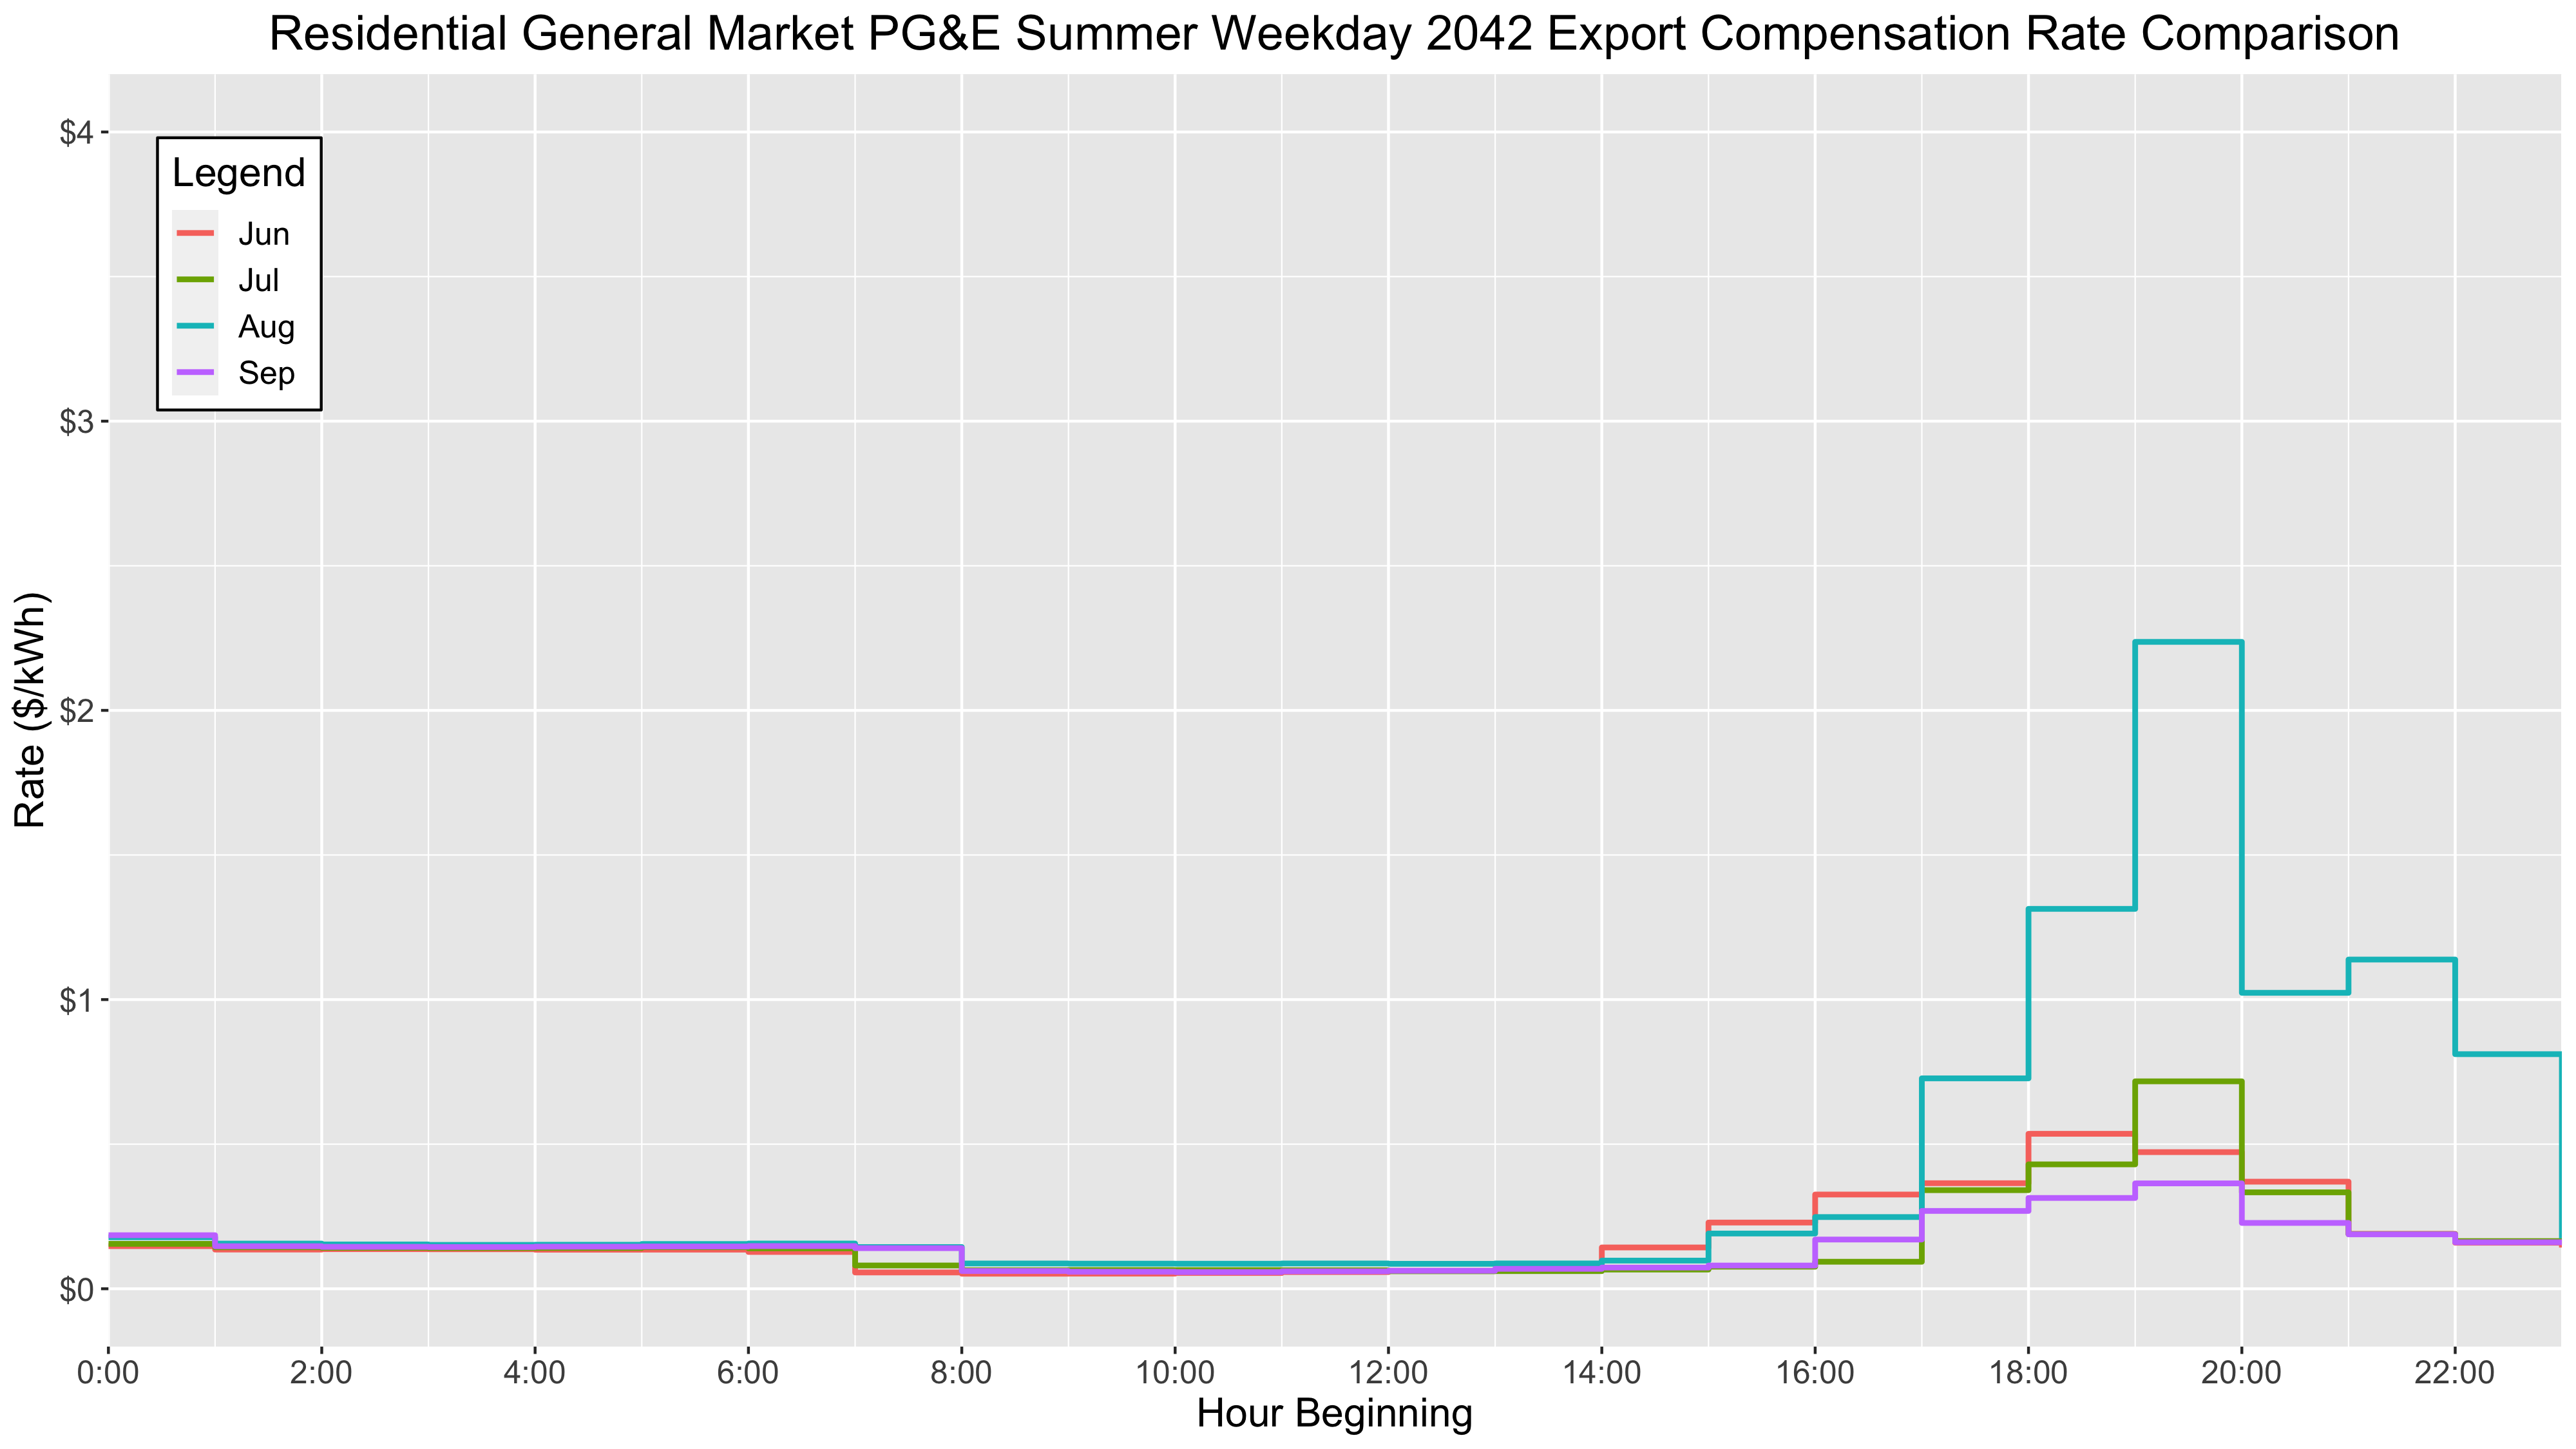 Residential General Market PG&E Summer Weekday 2042 Export Compensation Rate Comparison
Legend
Jun
Jul
Aug
Sep
Rate ($/kWh)
$4
$3
$2
$1
$0
0:00 2:00 4:00 6:00 8:00 10:00 12:00 14:00 16:00 18:00 20:00 22:00
Hour Beginning